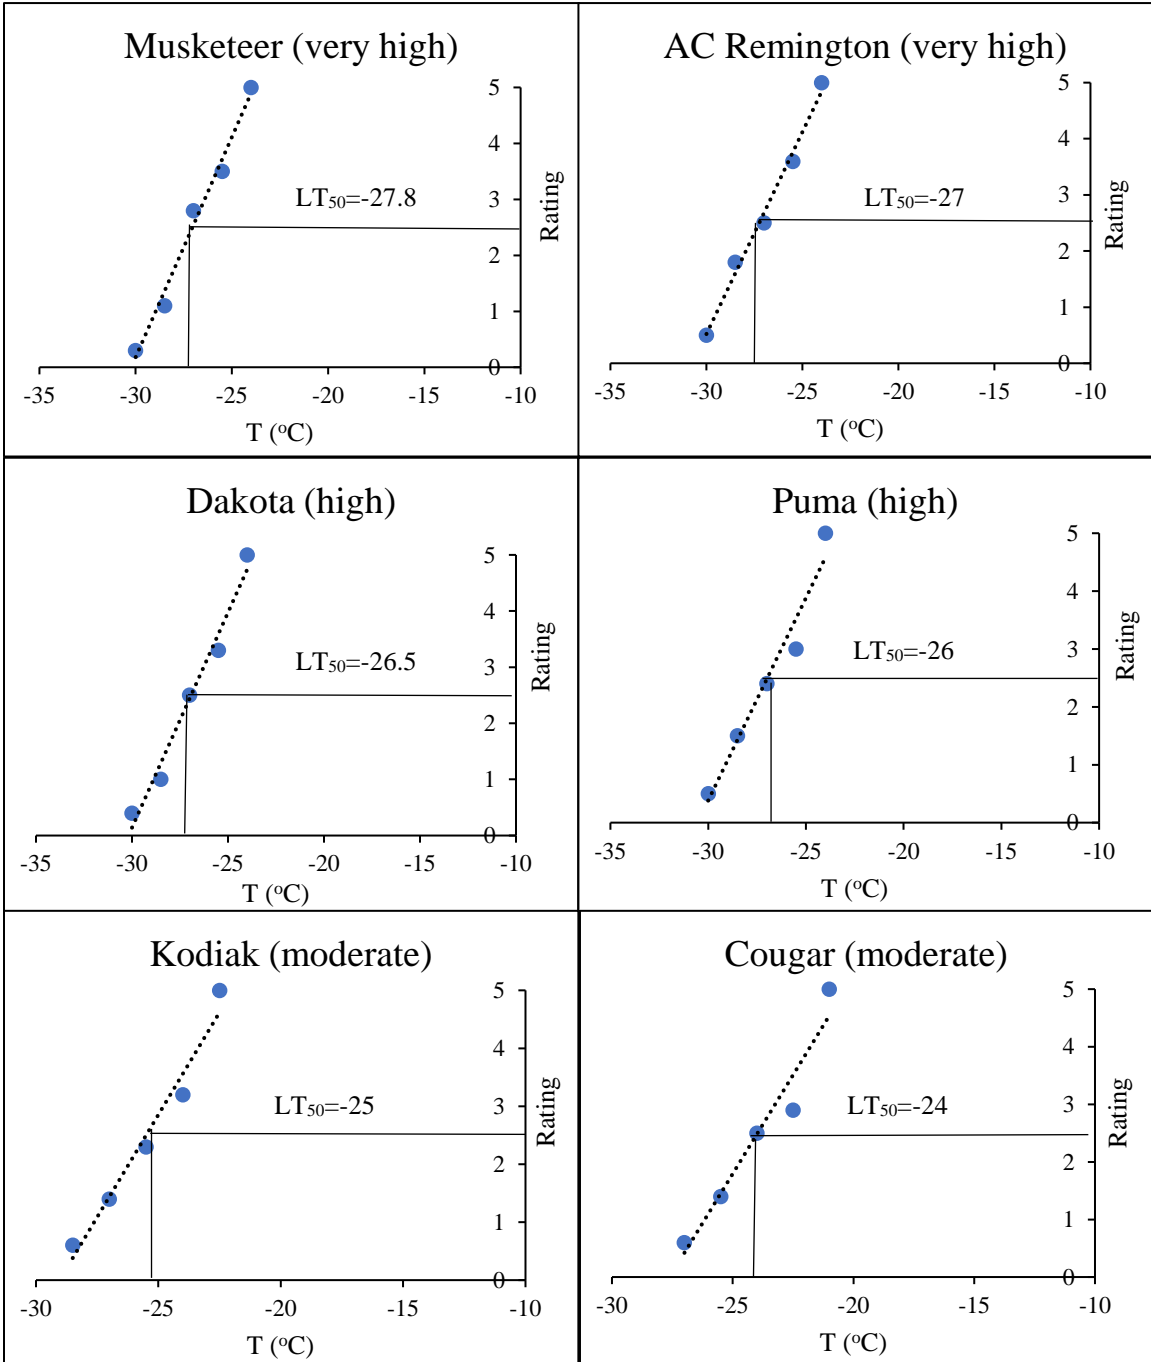 Musketeer (very high)
5
4
3
2
1
0
Rating
LT₅₀=-27.8
-35 -30 -25 -20 -15 -10
T (ᵒC)
AC Remington (very high)
5
4
3
2
1
0
Rating
LT₅₀=-27
-35 -30 -25 -20 -15 -10
T (ᵒC)
Dakota (high)
5
4
3
2
1
0
Rating
LT₅₀=-26.5
-35 -30 -25 -20 -15 -10
T (ᵒC)
Puma (high)
5
4
3
2
1
0
Rating
LT₅₀=-26
-35 -30 -25 -20 -15 -10
T (ᵒC)
Kodiak (moderate)
5
4
3
2
1
0
Rating
LT₅₀=-25
-30 -25 -20 -15 -10
T (ᵒC)
Cougar (moderate)
5
4
3
2
1
0
Rating
LT₅₀=-24
-30 -25 -20 -15 -10
T (ᵒC)